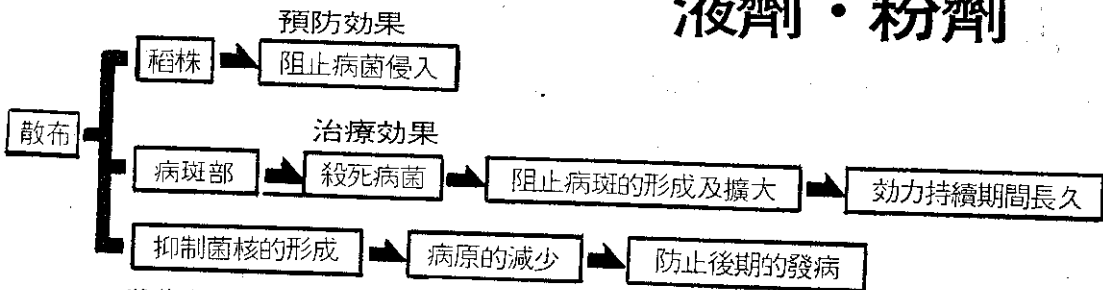 液劑・粉劑
預防効果
稻株 阻止病菌侵入
散布
治療効果
病斑部 殺死病菌 阻止病斑的形成及擴大 効力持續期間長久
抑制菌核的形成 病原的減少 防止後期的發病